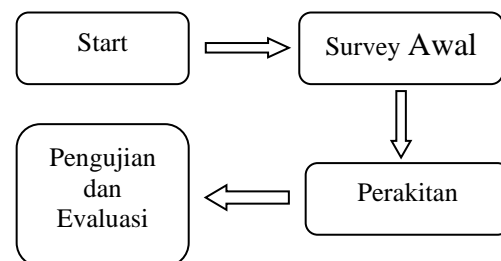 Start
Survey Awal
Perakitan
Pengujian
dan
Evaluasi